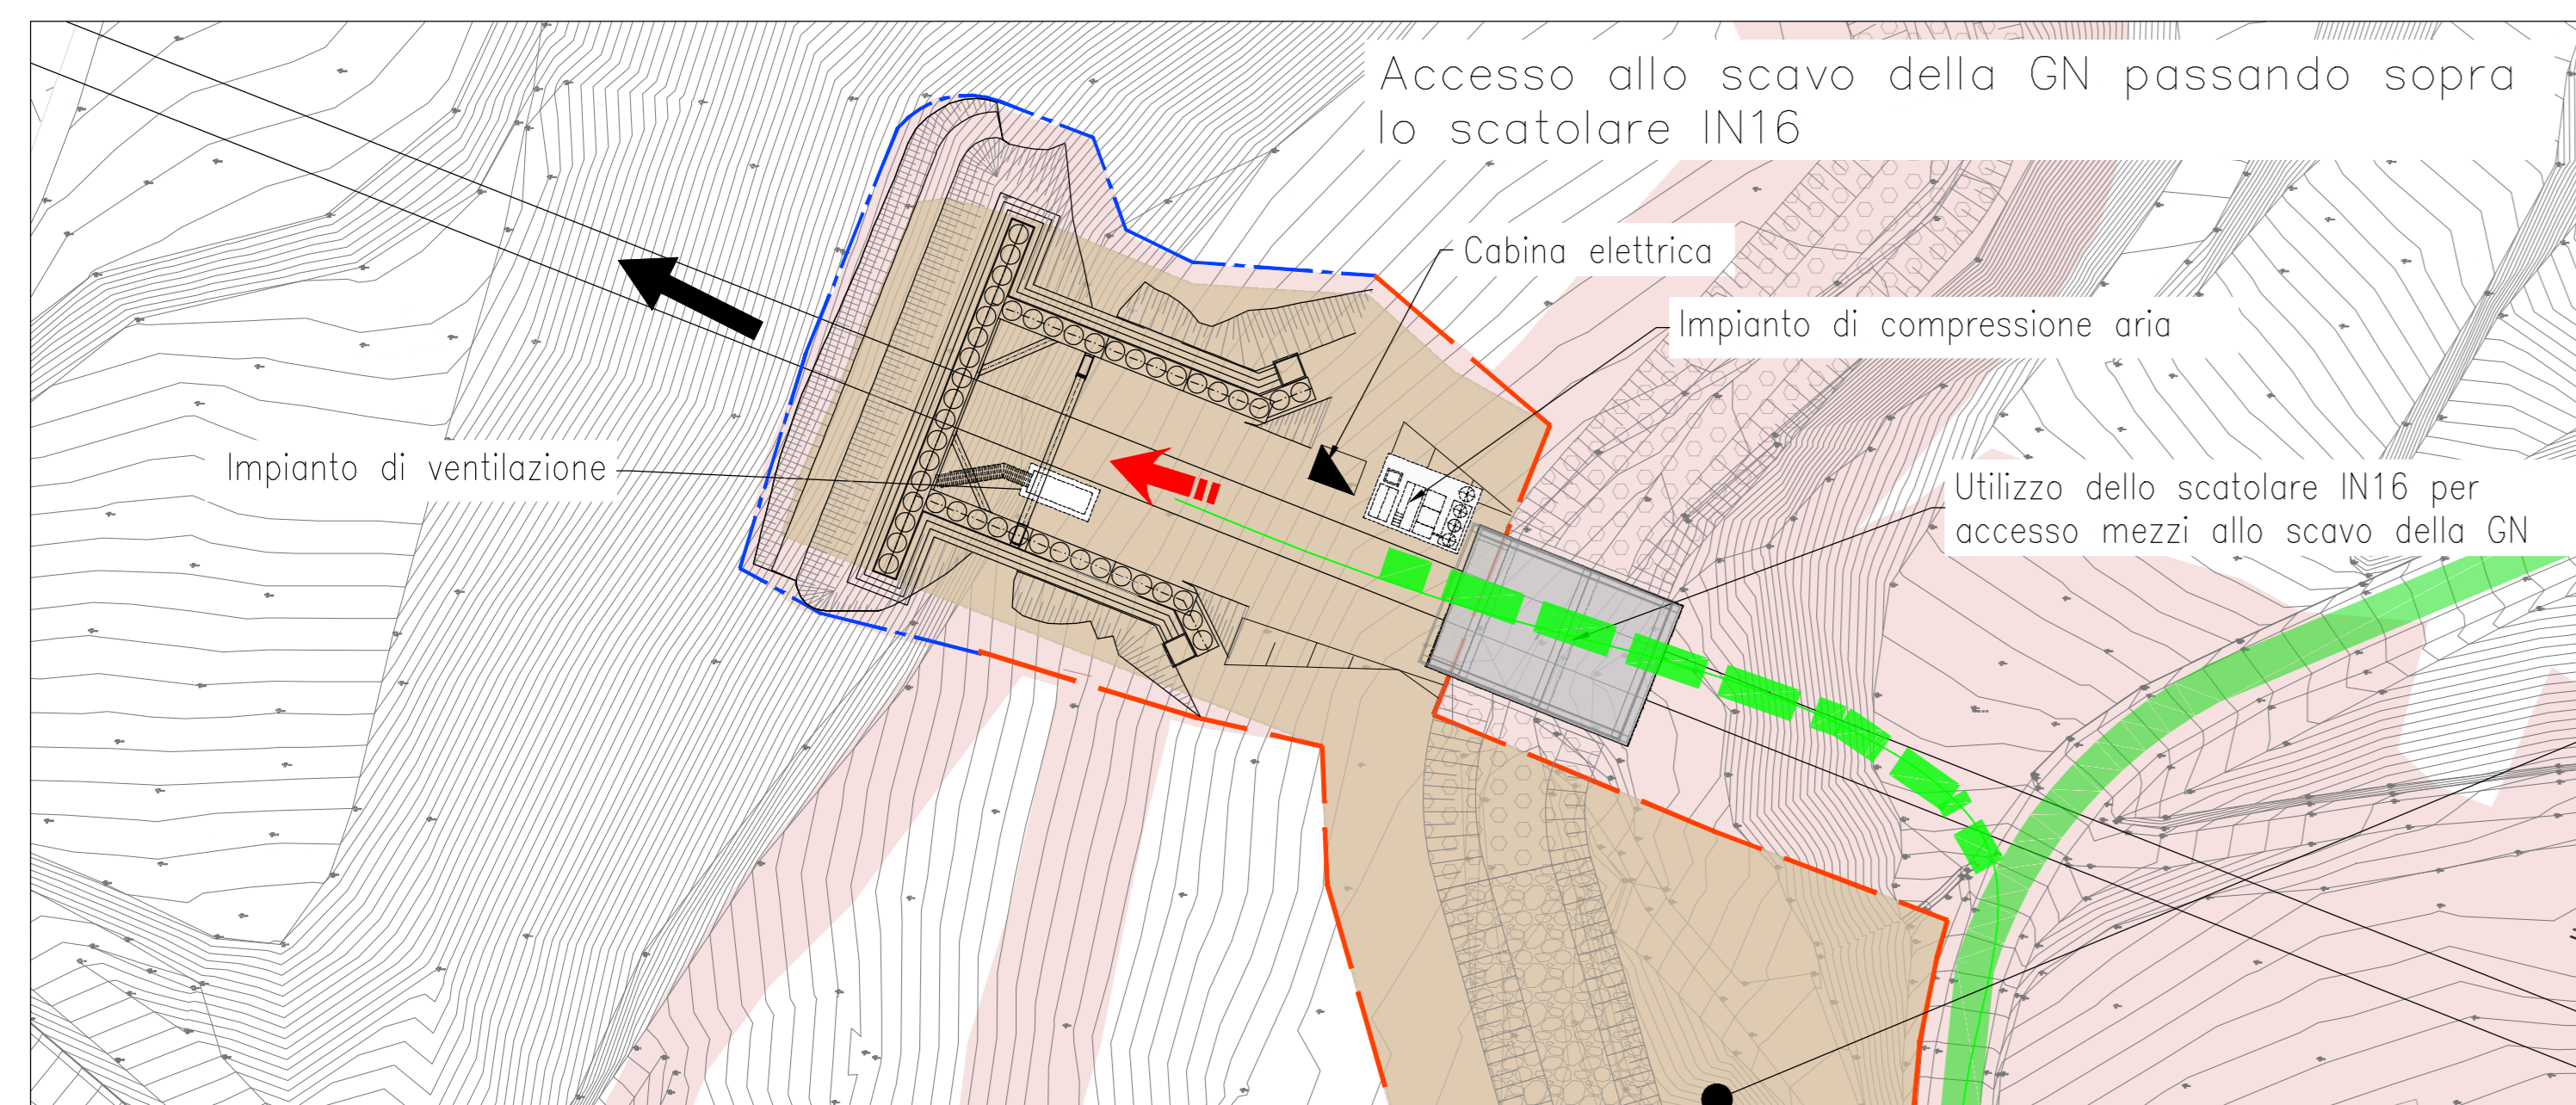 Accesso allo scavo della GN passando sopra
lo scatolare IN16
Cabina elettrica
Impianto di compressione aria
Impianto di ventilazione
Utilizzo dello scatolare IN16 per
accesso mezzi allo scavo della GN